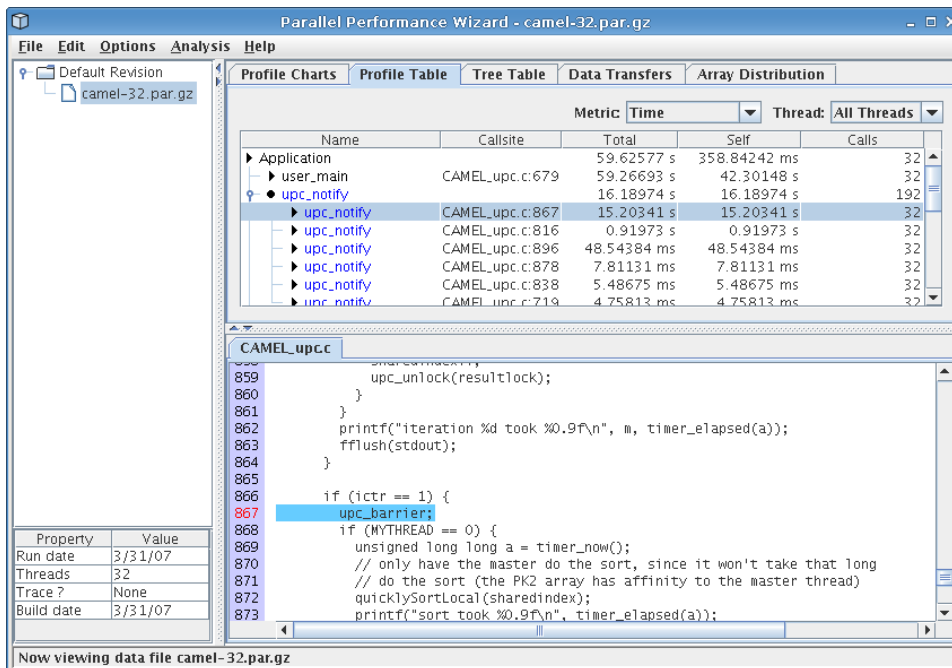 Parallel Performance Wizard - camel-32.par.gz
File Edit Options Analysis Help
Default Revision
camel-32.par.gz
Profile Charts Profile Table Tree Table Data Transfers Array Distribution
Metric: Time Thread: All Threads
Name Callsite Total Self Calls
Application 59.62577 s 358.84242 ms 32
user_main CAMEL_upc.c:679 59.26693 s 42.30148 s 32
upc_notify 16.18974 s 16.18974 s 192
upc_notify CAMEL_upc.c:867 15.20341 s 15.20341 s 32
upc_notify CAMEL_upc.c:816 0.91973 s 0.91973 s 32
upc_notify CAMEL_upc.c:896 48.54384 ms 48.54384 ms 32
upc_notify CAMEL_upc.c:878 7.81131 ms 7.81131 ms 32
upc_notify CAMEL_upc.c:838 5.48675 ms 5.48675 ms 32
upc_notify CAMEL_upc.c:719 4.75813 ms 4.75813 ms 32
CAMEL_upc.c
859 upc_unlock(resultlock);
860 }
861 }
862 printf("iteration %d took %0.9f\n", m, timer_elapsed(a));
863 fflush(stdout);
864 }
865
866 if (ictr == 1) {
867 upc_barrier;
868 if (MYTHREAD == 0) {
869 unsigned long long a = timer_now();
870 // only have the master do the sort, since it won't take that long
871 // do the sort (the PK2 array has affinity to the master thread)
872 quicklySortLocal(sharedindex);
873 printf("sort took %0.9f\n", timer_elapsed(a));
Property Value
Run date 3/31/07
Threads 32
Trace ? None
Build date 3/31/07
Now viewing data file camel-32.par.gz